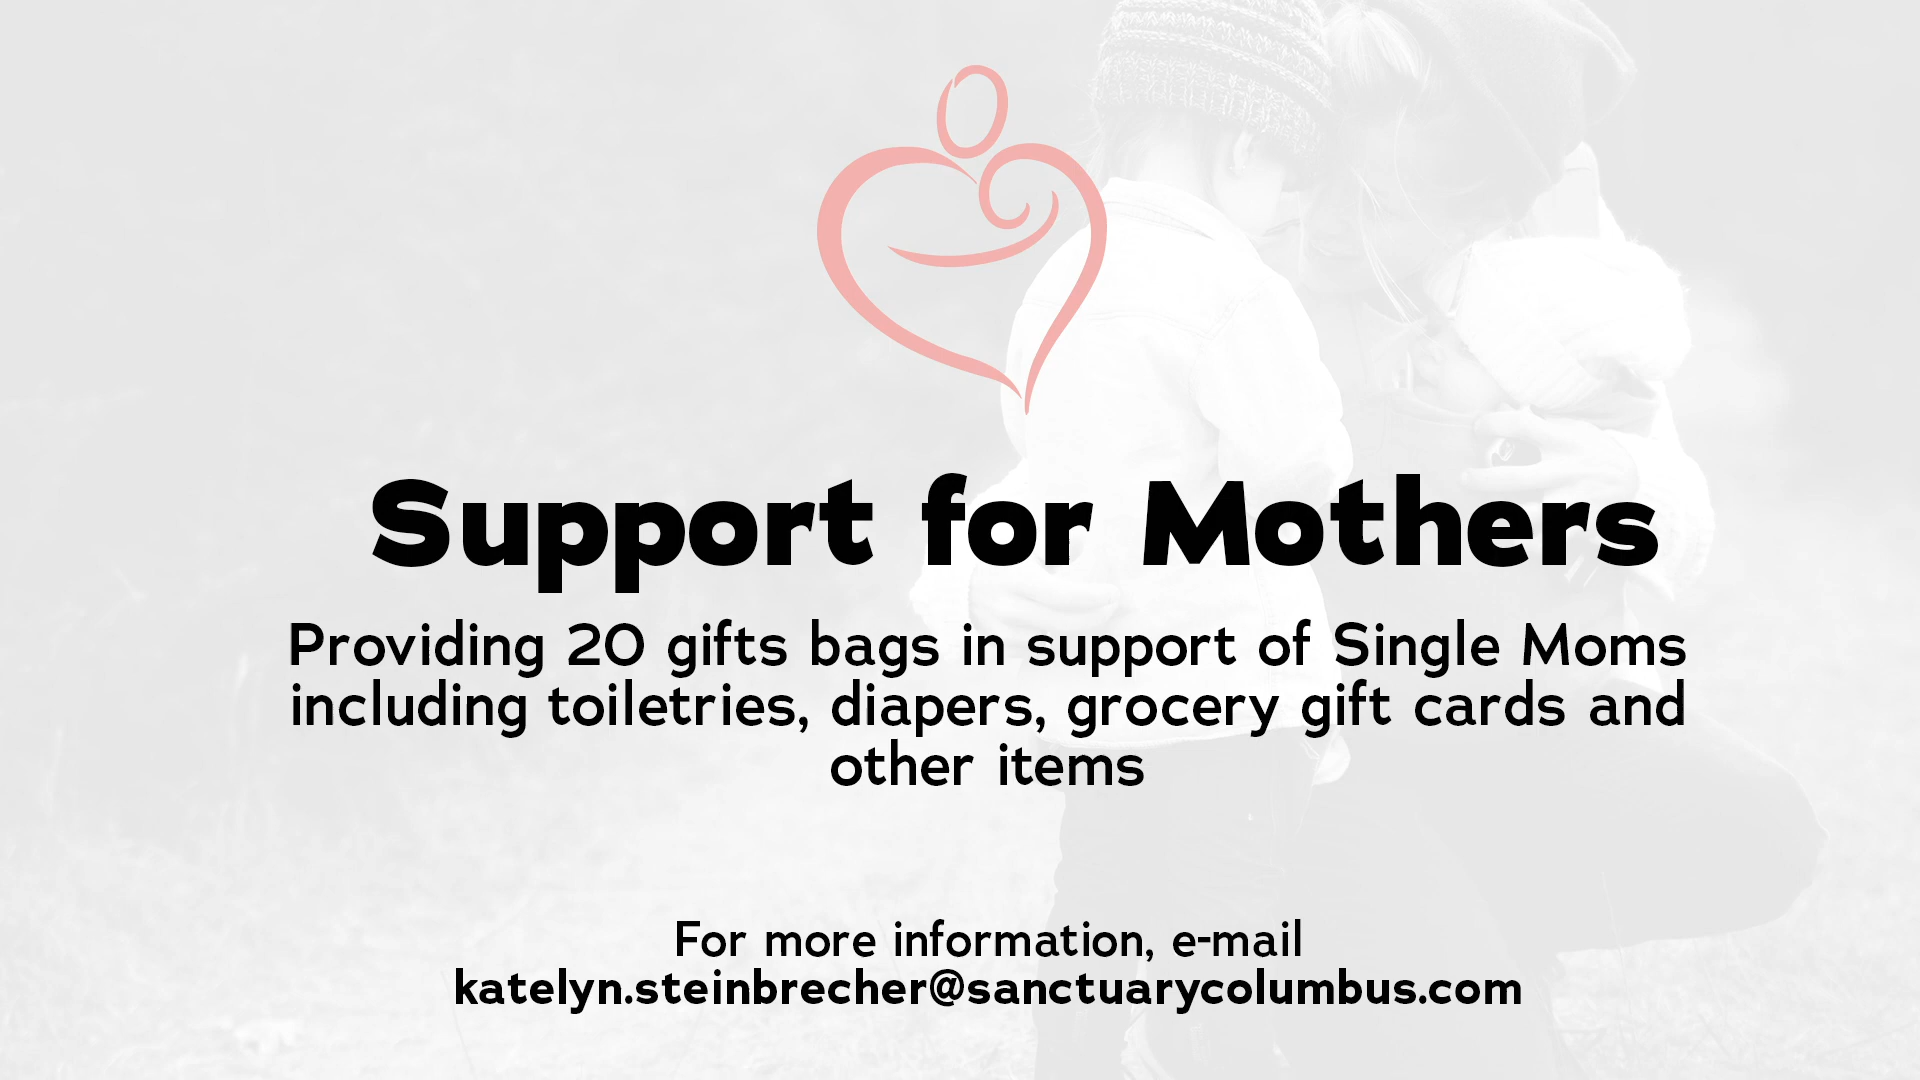 Support for Mothers
Providing 20 gifts bags in support of Single Moms
including toiletries, diapers, grocery gift cards and
other items
For more information, e-mail
katelyn.steinbrecher@sanctuarycolumbus.com